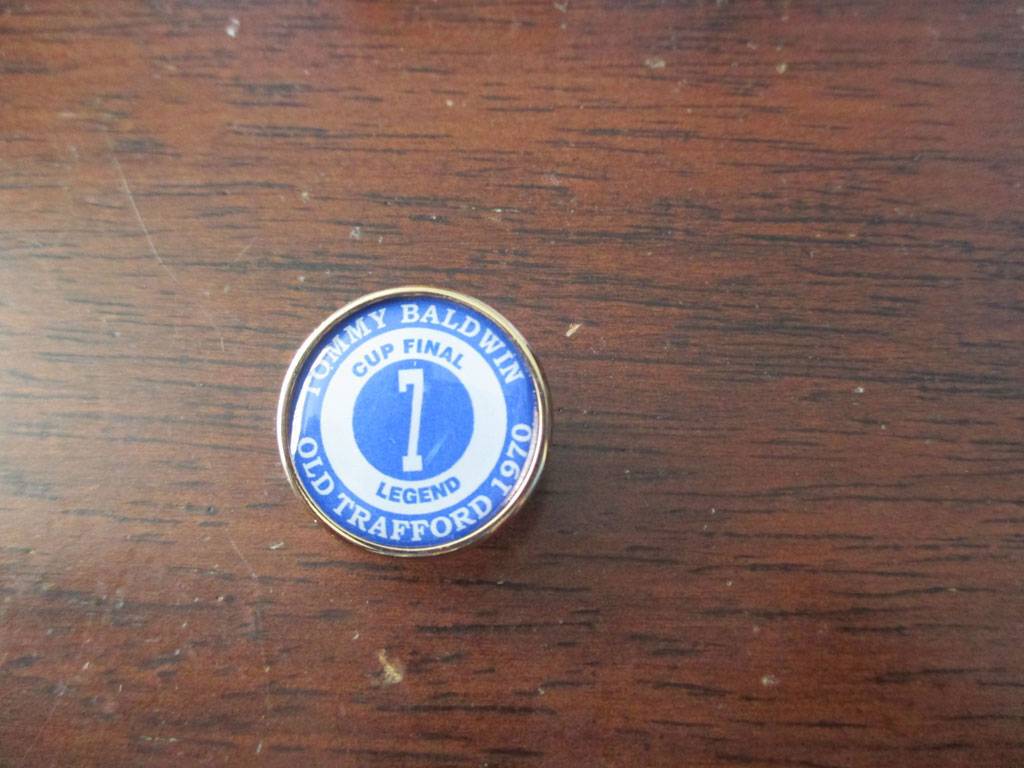 TOMMY BALDWIN
CUP FINAL
7
LEGEND
OLD TRAFFORD 1970